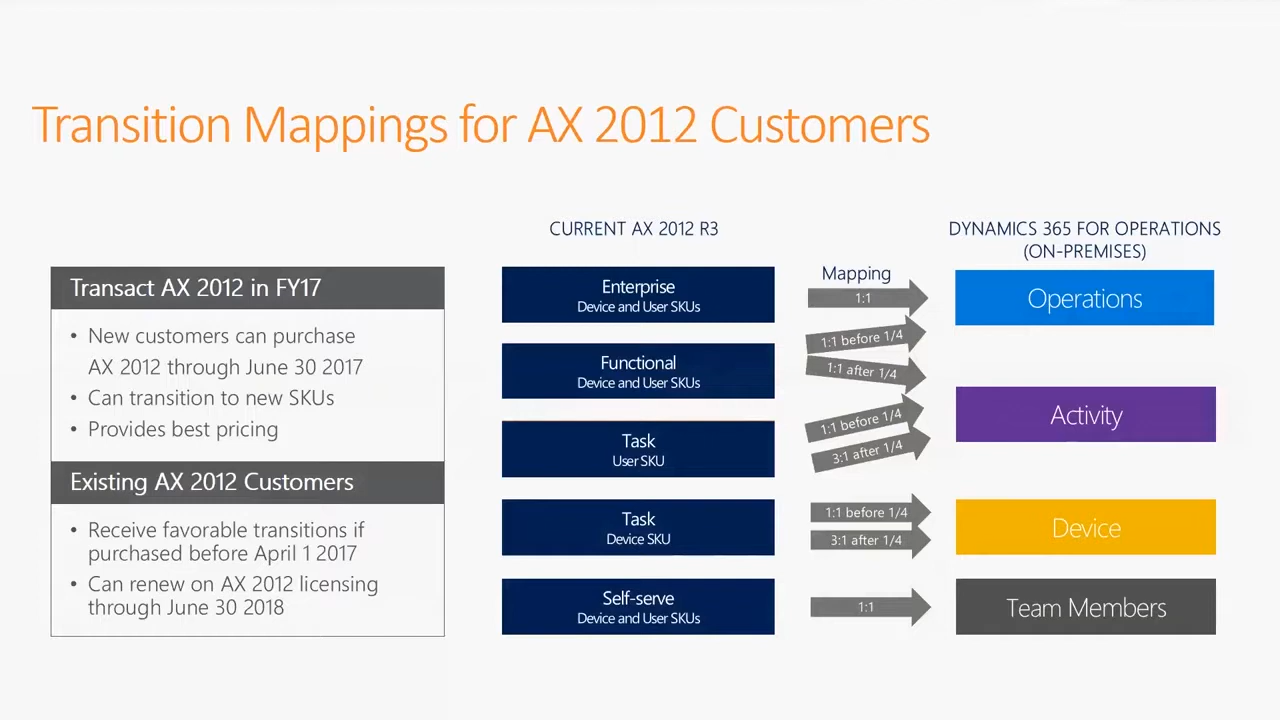 Transition Mappings for AX 2012 Customers
Transact AX 2012 in FY17
• New customers can purchase
AX 2012 through June 30 2017
• Can transition to new SKUs
• Provides best pricing
Existing AX 2012 Customers
• Receive favorable transitions if
purchased before April 1 2017
• Can renew on AX 2012 licensing
through June 30 2018
CURRENT AX 2012 R3
Enterprise
Device and User SKUs
Functional
Device and User SKUs
Task
User SKU
Task
Device SKU
Self-serve
Device and User SKUs
Mapping
1:1
1:1 before 1/4
1:1 after 1/4
1:1 before 1/4
3:1 after 1/4
1:1 before 1/4
3:1 after 1/4
1:1
DYNAMICS 365 FOR OPERATIONS
(ON-PREMISES)
Operations
Activity
Device
Team Members